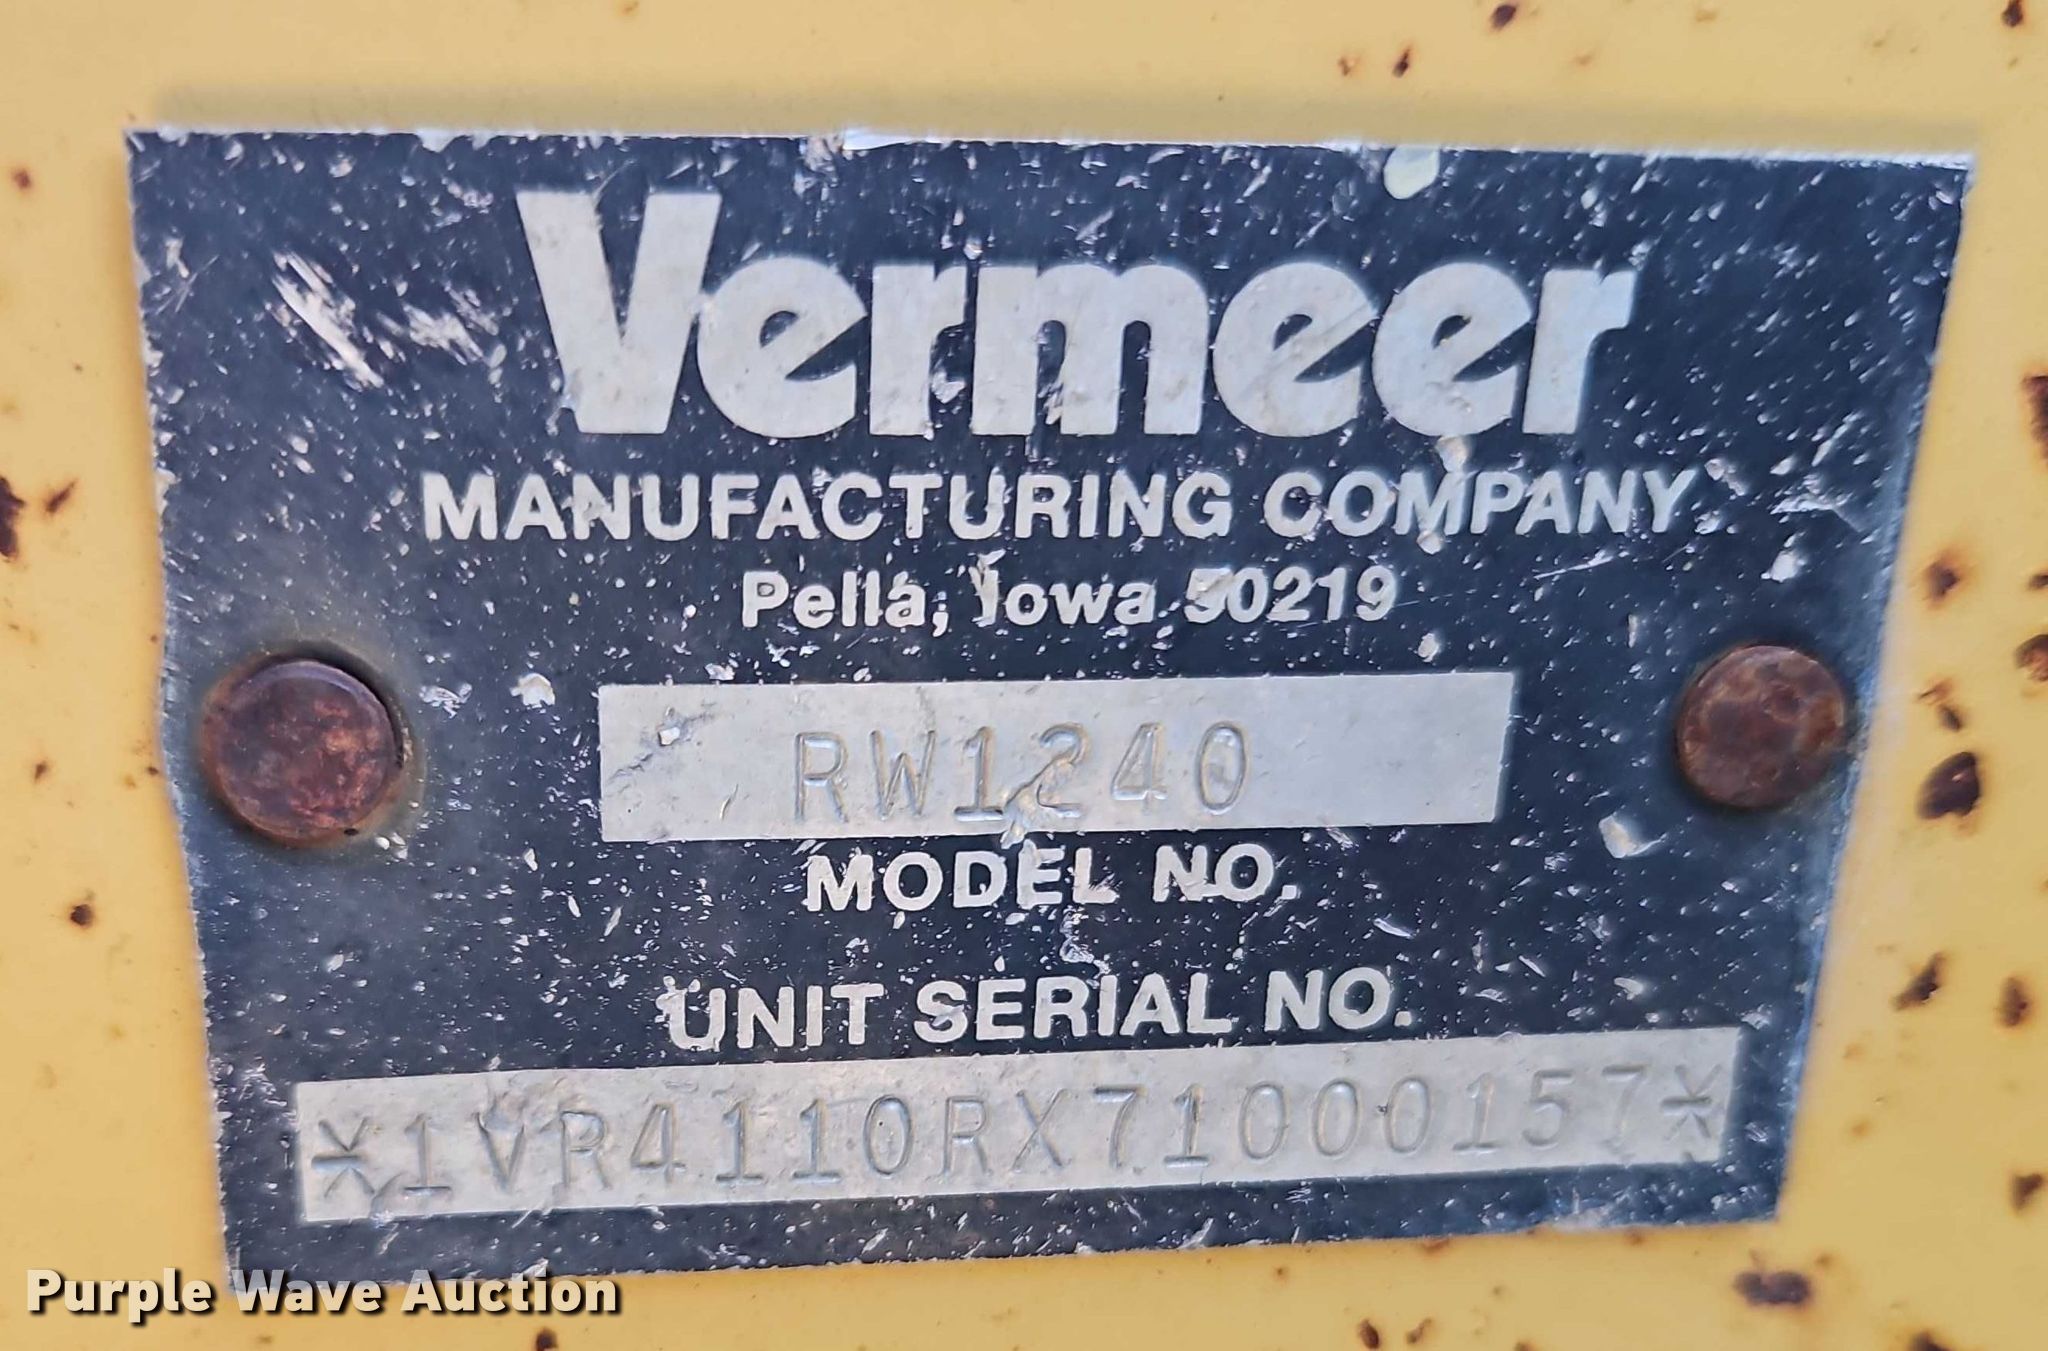 Vermeer
MANUFACTURING COMPANY
Pella, Iowa 50219
RW1240
MODEL NO.
UNIT SERIAL NO.
*1VR4110RX71000157*
Purple Wave Auction